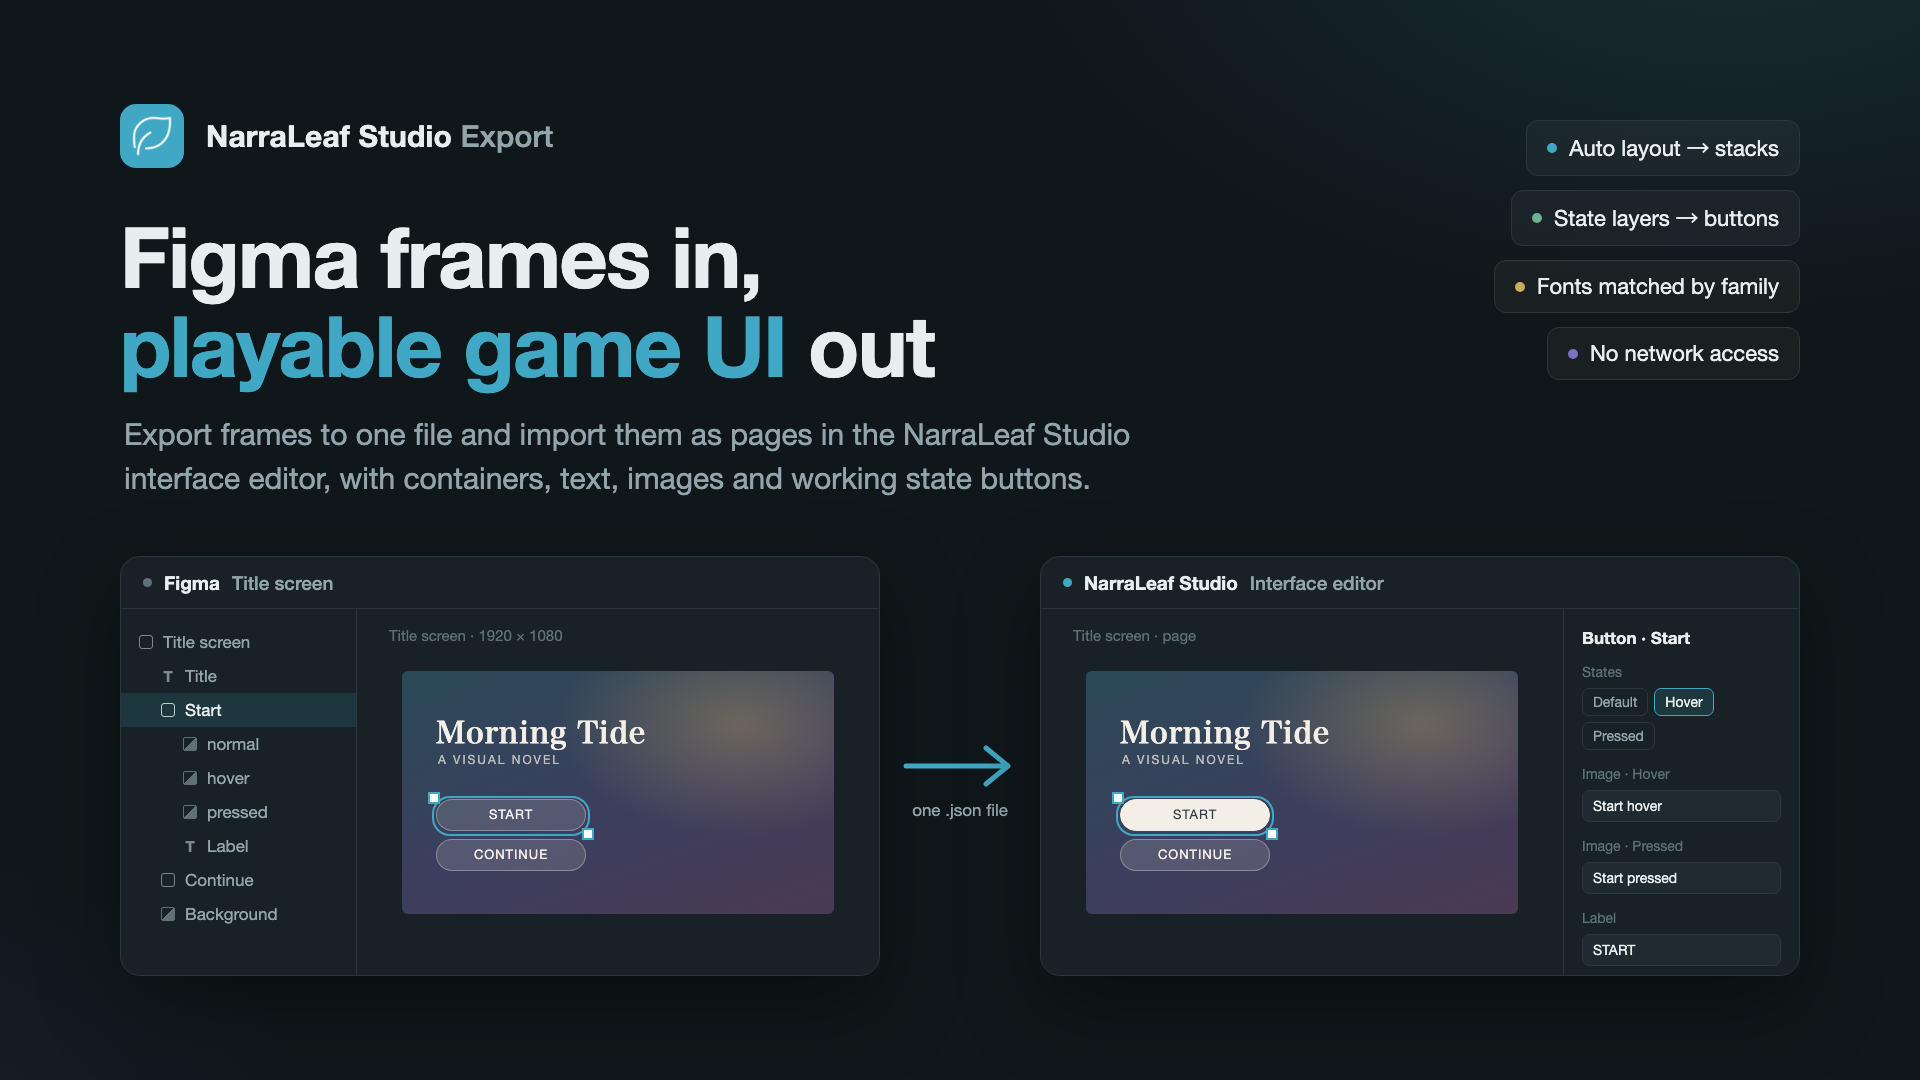 NarraLeaf Studio Export
Figma frames in,
playable game UI out
Export frames to one file and import them as pages in the NarraLeaf Studio
interface editor, with containers, text, images and working state buttons.
Auto layout → stacks
State layers → buttons
Fonts matched by family
No network access
Figma Title screen
Title screen
T Title
Start
normal
hover
pressed
T Label
Continue
Background
Title screen · 1920 × 1080
Morning Tide
A VISUAL NOVEL
START
CONTINUE
one .json file
NarraLeaf Studio Interface editor
Title screen · page
Morning Tide
A VISUAL NOVEL
START
CONTINUE
Button · Start
States
Default Hover
Pressed
Image · Hover
Start hover
Image · Pressed
Start pressed
Label
START